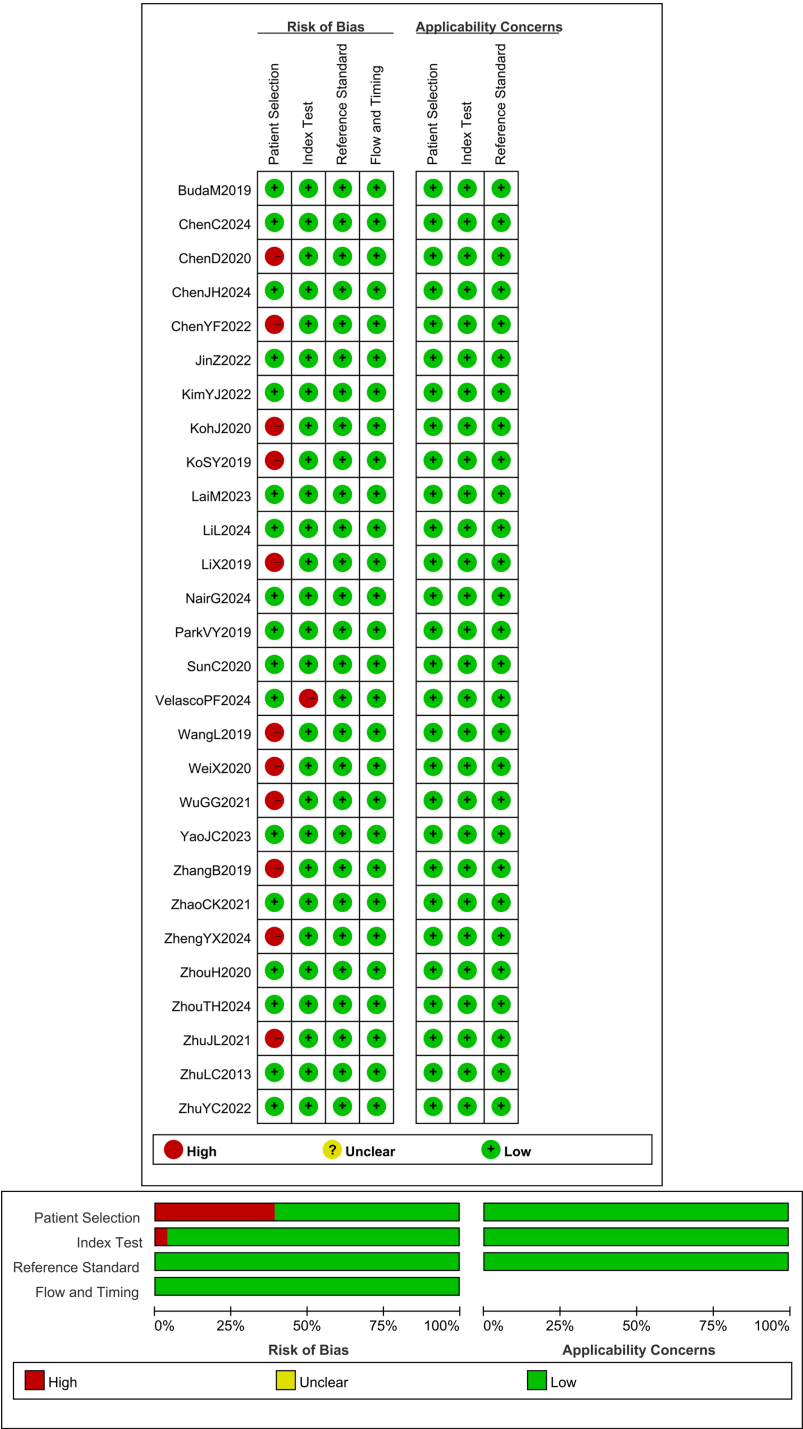 Risk of Bias Applicability Concerns
Patient Selection Index Test Reference Standard Flow and Timing Patient Selection Index Test Reference Standard
BudaM2019 + + + + + + +
ChenC2024 + + + + + + +
ChenD2020 – + + + + + +
ChenJH2024 + + + + + + +
ChenYF2022 – + + + + + +
JinZ2022 + + + + + + +
KimYJ2022 + + + + + + +
KohJ2020 – + + + + + +
KoSY2019 – + + + + + +
LaiM2023 + + + + + + +
LiL2024 + + + + + + +
LiX2019 – + + + + + +
NairG2024 + + + + + + +
ParkVY2019 + + + + + + +
SunC2020 + + + + + + +
VelascoPF2024 + – + + + + +
WangL2019 – + + + + + +
WeiX2020 – + + + + + +
WuGG2021 – + + + + + +
YaoJC2023 + + + + + + +
ZhangB2019 – + + + + + +
ZhaoCK2021 + + + + + + +
ZhengYX2024 – + + + + + +
ZhouH2020 + + + + + + +
ZhouTH2024 + + + + + + +
ZhuJL2021 – + + + + + +
ZhuLC2013 + + + + + + +
ZhuYC2022 + + + + + + +
– High ? Unclear + Low
Patient Selection
Index Test
Reference Standard
Flow and Timing
0% 25% 50% 75% 100% 0% 25% 50% 75% 100%
Risk of Bias Applicability Concerns
High Unclear Low